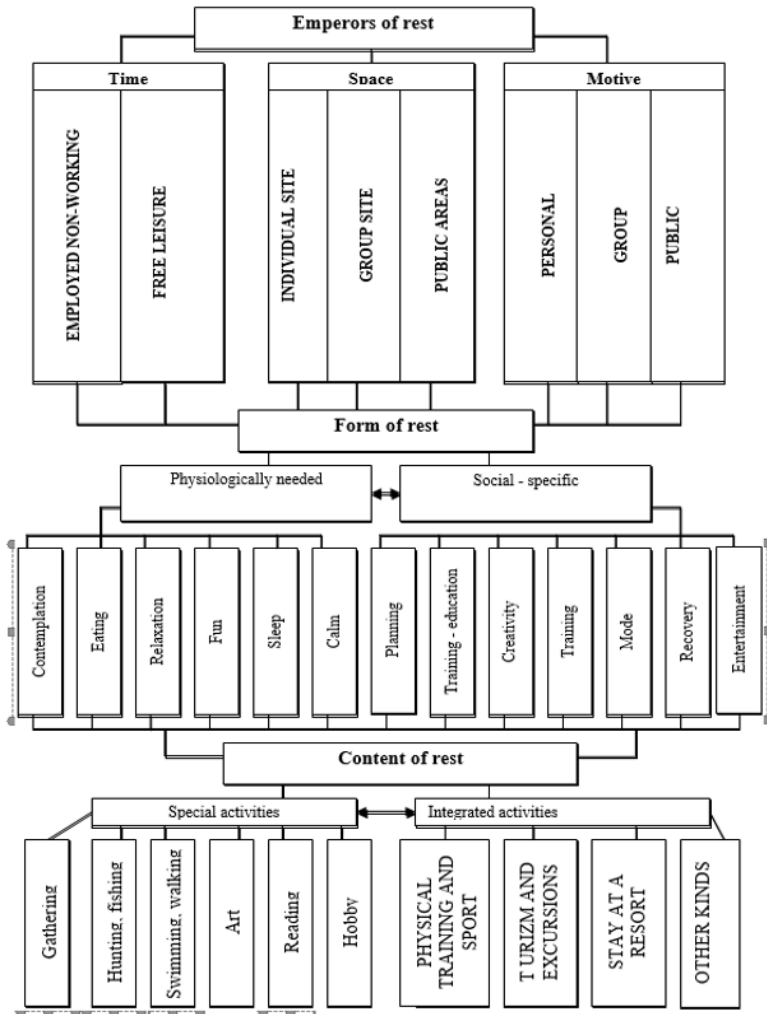 Emperors of rest
Time
Space
Motive
EMPLOYED NON-WORKING
FREE LEISURE
INDIVIDUAL SITE
GROUP SITE
PUBLIC AREAS
PERSONAL
GROUP
PUBLIC
Form of rest
Physiologically needed
Social - specific
Contemplation
Eating
Relaxation
Fun
Sleep
Calm
Planning
Training - education
Creativity
Training
Mode
Recovery
Entertainment
Content of rest
Special activities
Integrated activities
Gathering
Hunting, fishing
Swimming, walking
Art
Reading
Hobby
PHYSICAL
TRAINING AND
SPORT
T URIZM AND
EXCURSIONS
STAY AT A
RESORT
OTHER KINDS